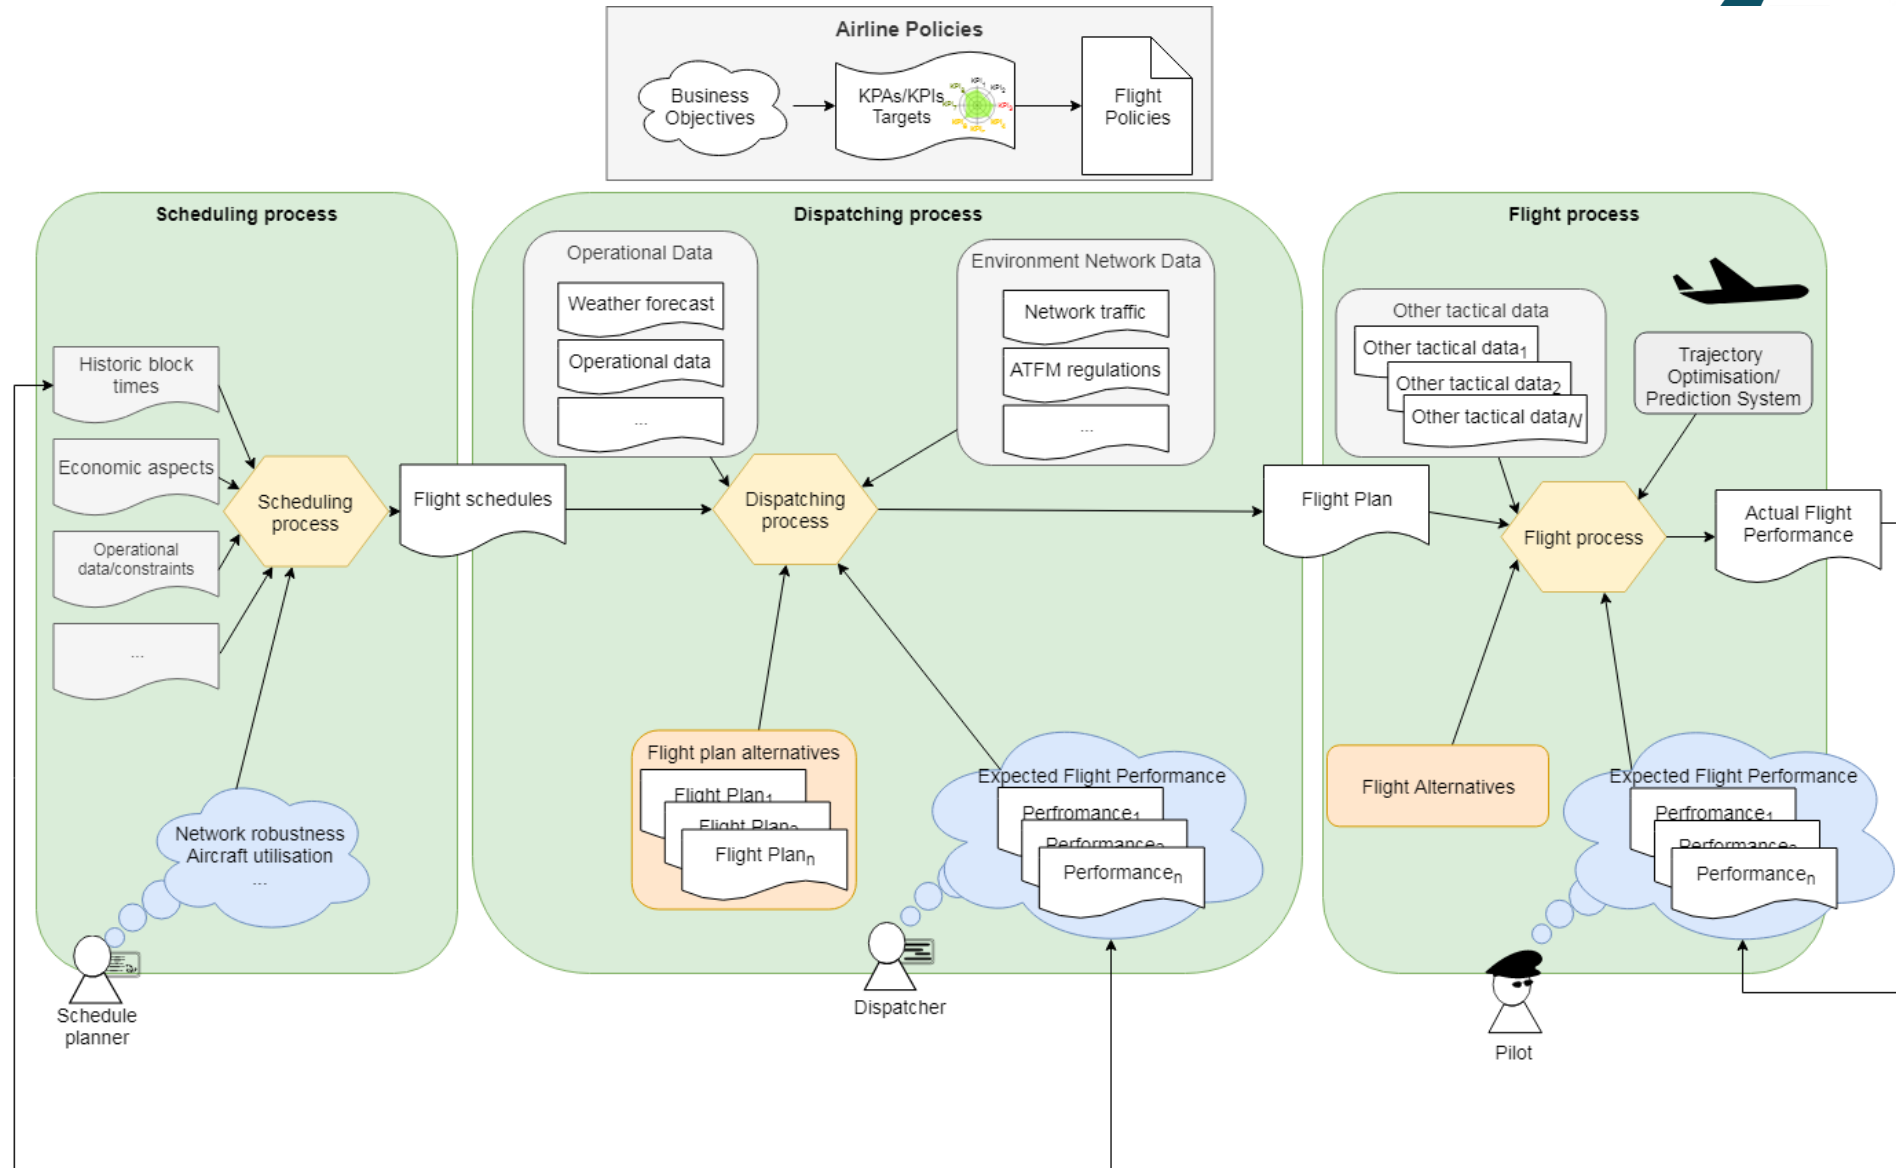 Airline Policies
Business
Objectives
KPAs/KPIs
Targets
Flight
Policies
Scheduling process
Historic block
times
Economic aspects
Operational
data/constraints
...
Scheduling
process
Network robustness
Aircraft utilisation
...
Schedule
planner
Flight schedules
Dispatching process
Operational Data
Weather forecast
Operational data
...
Environment Network Data
Network traffic
ATFM regulations
...
Dispatching
process
Flight plan alternatives
Flight Plan1
Flight Plan2
Flight Plann
Expected Flight Performance
Perfromance1
Performance2
Performancen
Dispatcher
Flight Plan
Flight process
Other tactical data
Other tactical data1
Other tactical data2
Other tactical dataN
Trajectory
Optimisation/
Prediction System
Flight process
Actual Flight
Performance
Flight Alternatives
Expected Flight Performance
Perfromance1
Performance2
Performancen
Pilot